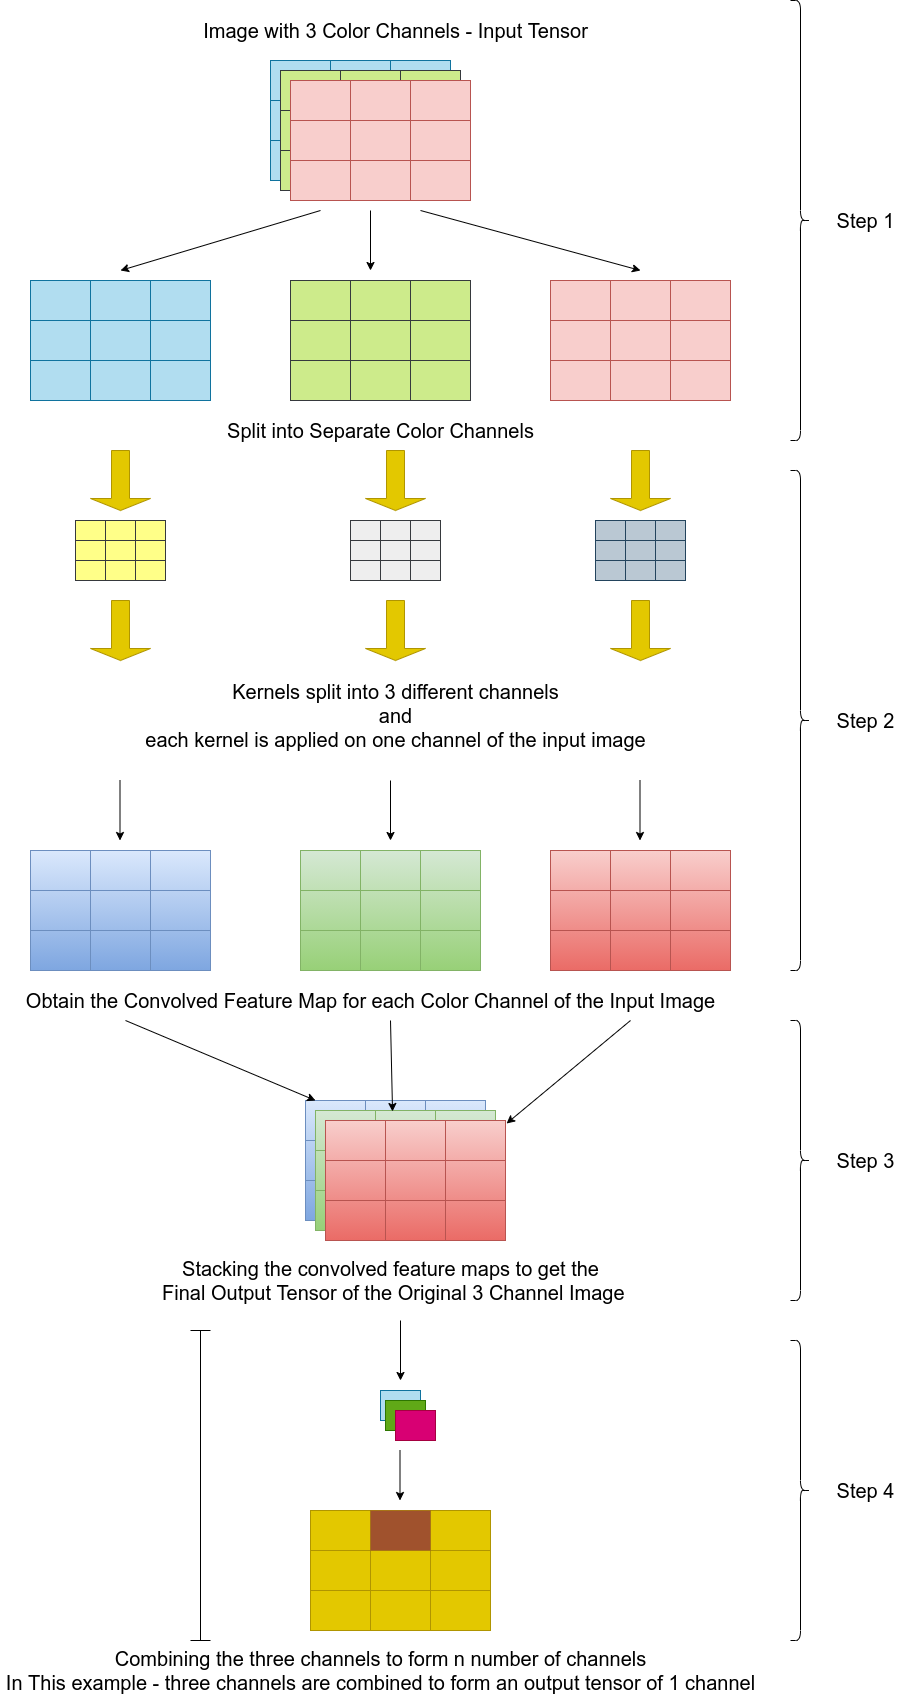 Image with 3 Color Channels - Input Tensor
Step 1
Split into Separate Color Channels
Kernels split into 3 different channels
and
each kernel is applied on one channel of the input image
Step 2
Obtain the Convolved Feature Map for each Color Channel of the Input Image
Step 3
Stacking the convolved feature maps to get the
Final Output Tensor of the Original 3 Channel Image
Step 4
Combining the three channels to form n number of channels
In This example - three channels are combined to form an output tensor of 1 channel